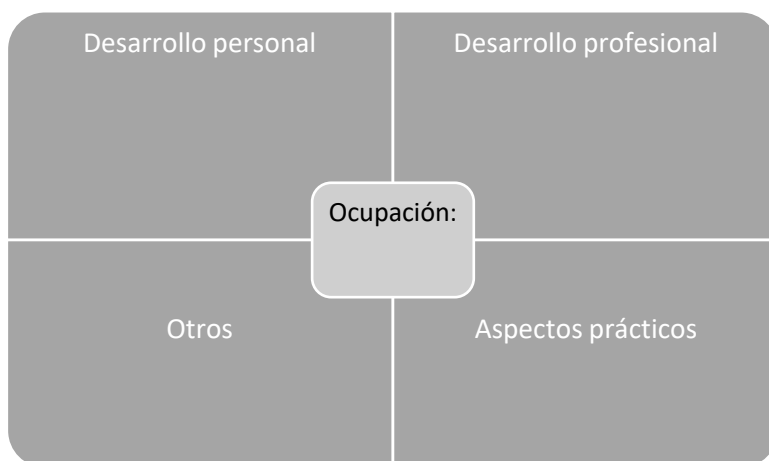 Desarrollo personal
Desarrollo profesional
Ocupación:
Otros
Aspectos prácticos